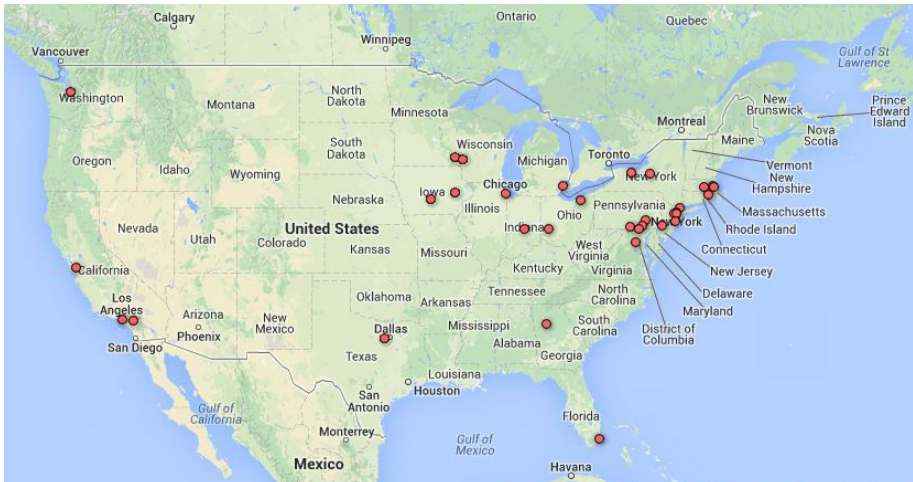 Calgary
Ontario
Quebec
Vancouver
Winnipeg
Gulf of St
Lawrence
Washington
North
Dakota
Montana
Minnesota
Montreal
New
Brunswick
Prince
Edward
Island
Nova
Scotia
Maine
Oregon
Idaho
South
Dakota
Wisconsin
Michigan
Toronto
Vermont
New
Hampshire
Wyoming
Iowa
Chicago
New York
Massachusetts
Nebraska
Illinois
Indiana
Ohio
Pennsylvania
New York
Rhode Island
Connecticut
Nevada
Utah
Colorado
United States
Kansas
Missouri
West
Virginia
Virginia
New Jersey
Delaware
Maryland
District of
Columbia
California
Kentucky
Los
Angeles
Arizona
Phoenix
San Diego
New
Mexico
Oklahoma
Arkansas
Tennessee
North
Carolina
South
Carolina
Mississippi
Alabama
Georgia
Dallas
Texas
Louisiana
Houston
San
Antonio
Gulf of
California
Monterrey
Mexico
Gulf of
Mexico
Florida
Havana